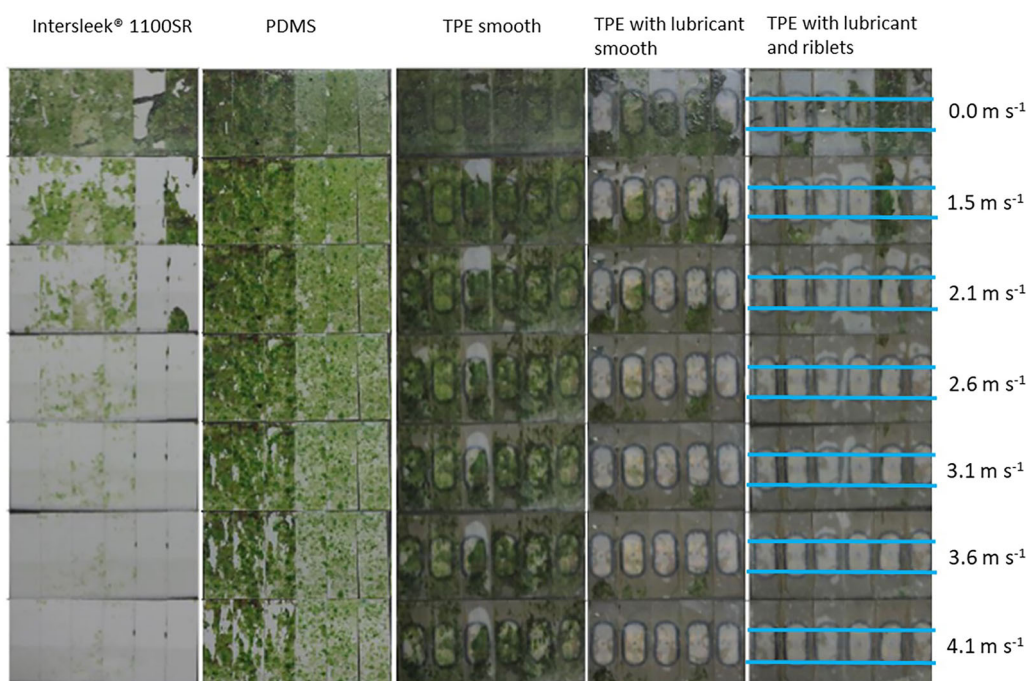 Intersleek® 1100SR
PDMS
TPE smooth
TPE with lubricant
smooth
TPE with lubricant
and riblets
0.0 m s⁻¹
1.5 m s⁻¹
2.1 m s⁻¹
2.6 m s⁻¹
3.1 m s⁻¹
3.6 m s⁻¹
4.1 m s⁻¹